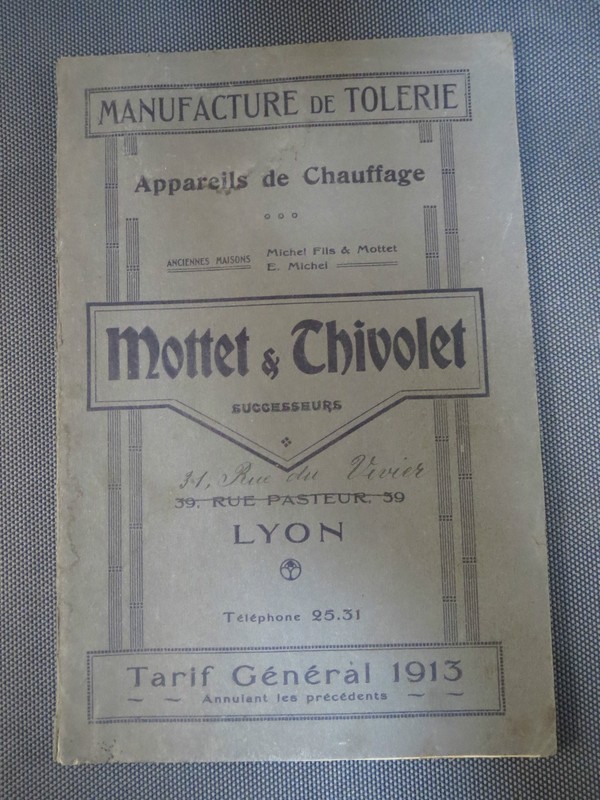 MANUFACTURE DE TOLERIE
Appareils de Chauffage
ANCIENNES MAISONS
Michel Fils & Mottet
E. Michel
Mottet & Thivolet
SUCCESSEURS
31, Rue du Vivier
39, RUE PASTEUR, 39
LYON
Téléphone 25.31
Tarif Général 1913
Annulant les précédents